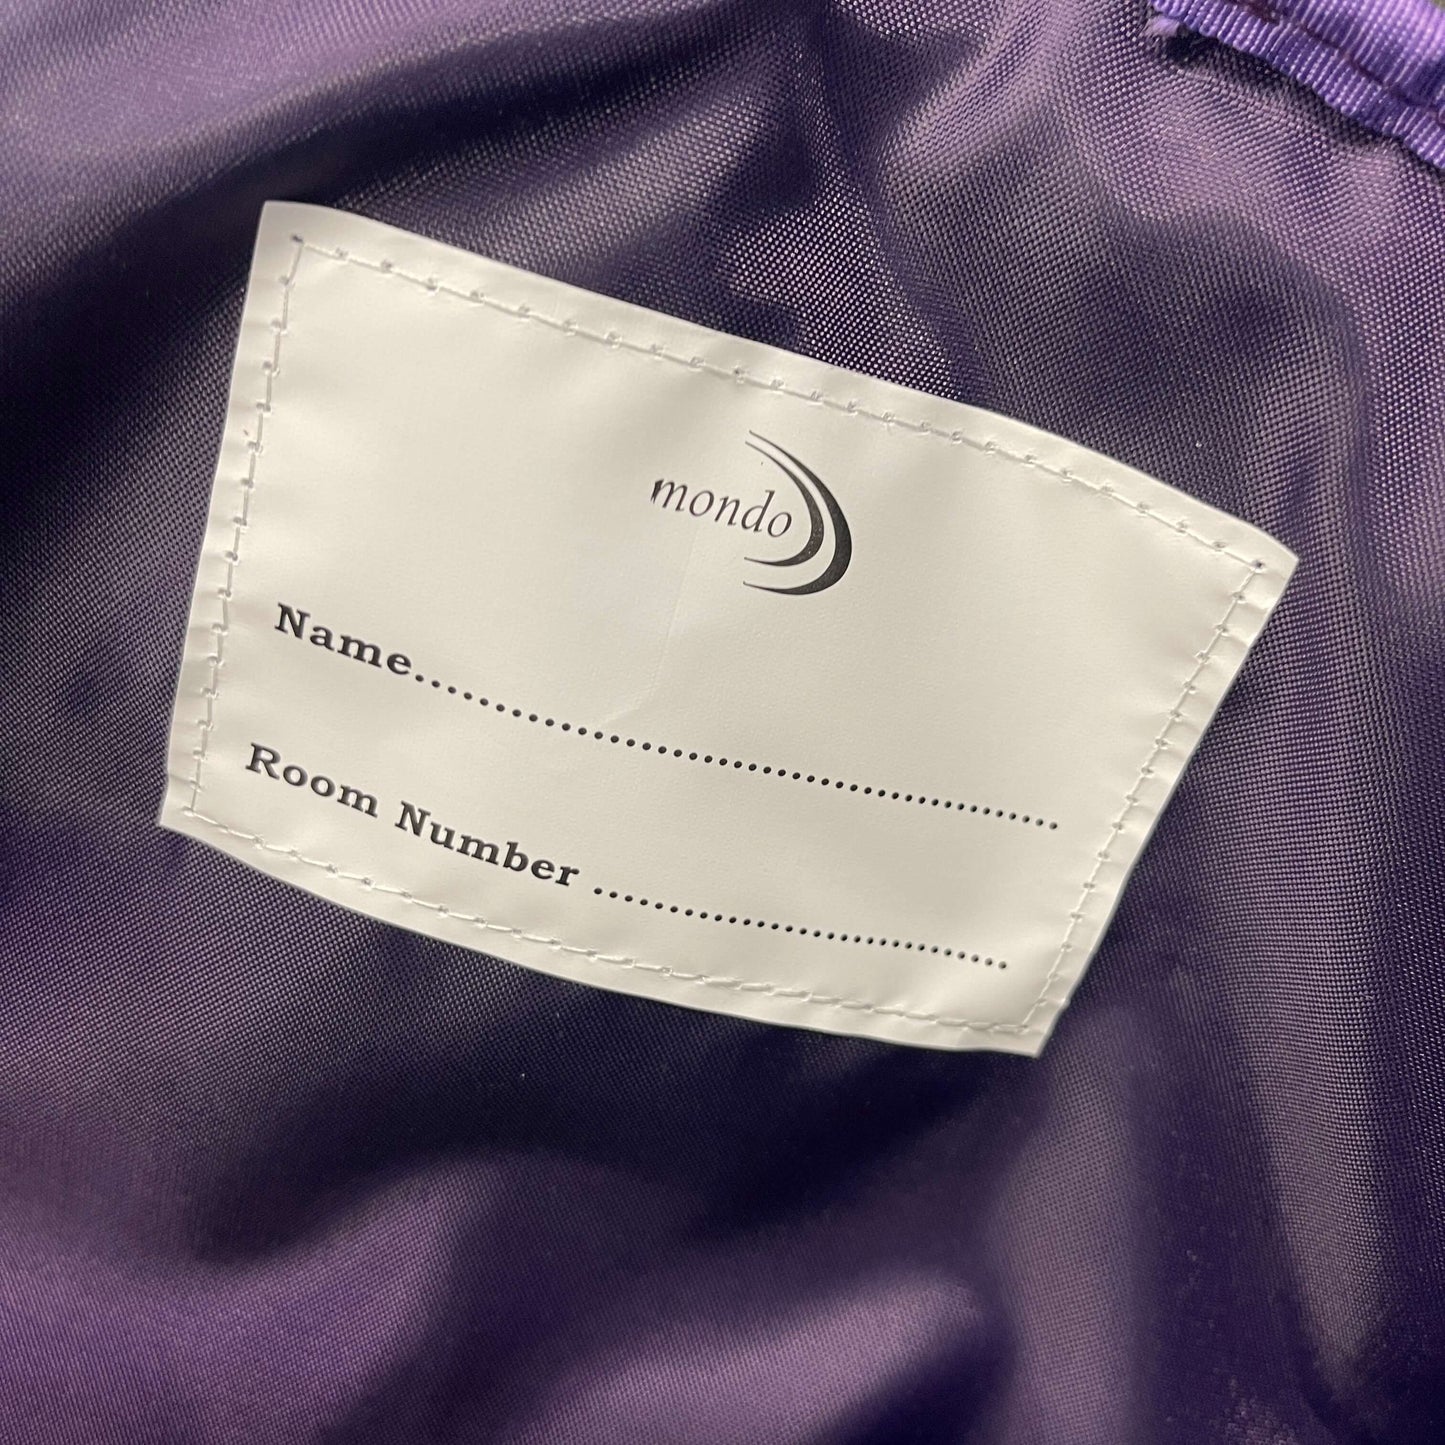 mondo
Name..........................................
Room Number ...........................